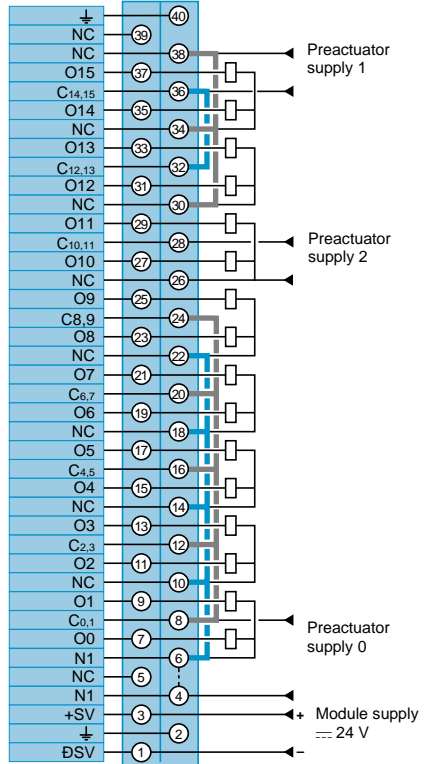 40
NC 39
NC 38 Preactuator
O15 37 supply 1
C14,15 36
O14 35
NC 34
O13 33
C12,13 32
O12 31
NC 30
O11 29
C10,11 28 Preactuator
O10 27 supply 2
NC 26
O9 25
C8,9 24
O8 23
NC 22
O7 21
C6,7 20
O6 19
NC 18
O5 17
C4,5 16
O4 15
NC 14
O3 13
C2,3 12
O2 11
NC 10
O1 9
C0,1 8 Preactuator
O0 7 supply 0
N1 6
NC 5
N1 4
+SV 3 + Module supply
2 24 V
ÐSV 1 –